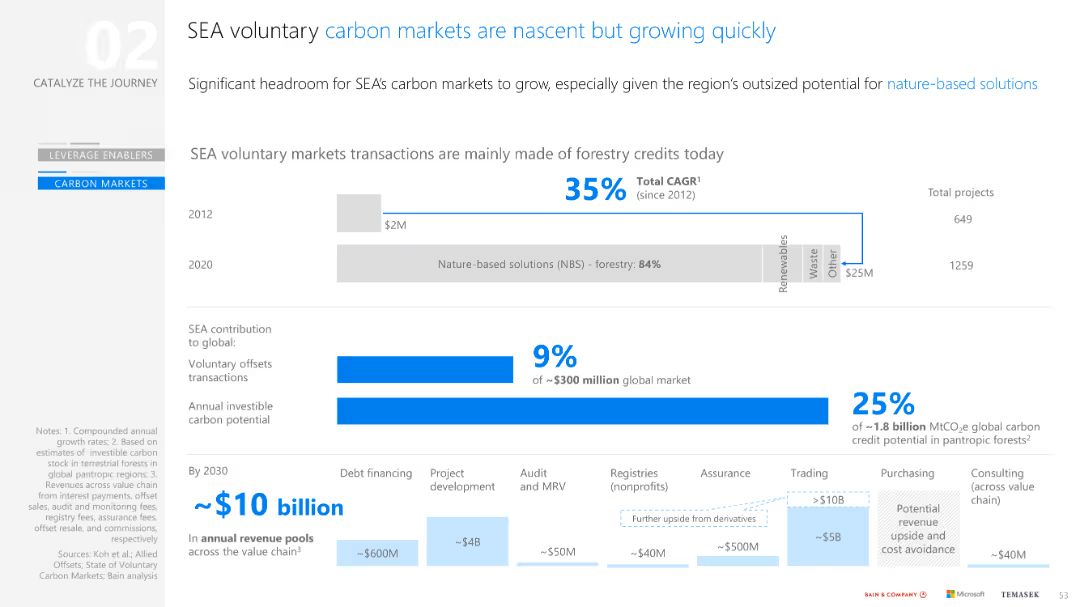 02
CATALYZE THE JOURNEY
LEVERAGE ENABLERS
CARBON MARKETS
SEA voluntary carbon markets are nascent but growing quickly
Significant headroom for SEA's carbon markets to grow, especially given the region's outsized potential for nature-based solutions
SEA voluntary markets transactions are mainly made of forestry credits today
35% Total CAGR¹
(since 2012)
Total projects
2012
$2M
649
2020
Nature-based solutions (NBS) - forestry: 84%
Renewables
Waste
Other
$25M
1259
SEA contribution
to global:
Voluntary offsets
transactions
9%
of ~$300 million global market
Annual investible
carbon potential
25%
of ~1.8 billion MtCO₂e global carbon
credit potential in pantropic forests²
By 2030
~$10 billion
In annual revenue pools
across the value chain³
Debt financing
~$600M
Project
development
~$4B
Audit
and MRV
~$50M
Registries
(nonprofits)
~$40M
Assurance
~$500M
Further upside from derivatives
Trading
>$10B
~$5B
Purchasing
Potential
revenue
upside and
cost avoidance
Consulting
(across value
chain)
~$40M
Notes: 1. Compounded annual
growth rates; 2. Based on
estimates of investible carbon
stock in terrestrial forests in
global pantropic regions; 3.
Revenues across value chain
from interest payments, offset
sales, audit and monitoring fees,
registry fees, assurance fees,
offset resale, and commissions,
respectively
Sources: Koh et al.; Allied
Offsets; State of Voluntary
Carbon Markets; Bain analysis
BAIN & COMPANY
Microsoft
TEMASEK
53